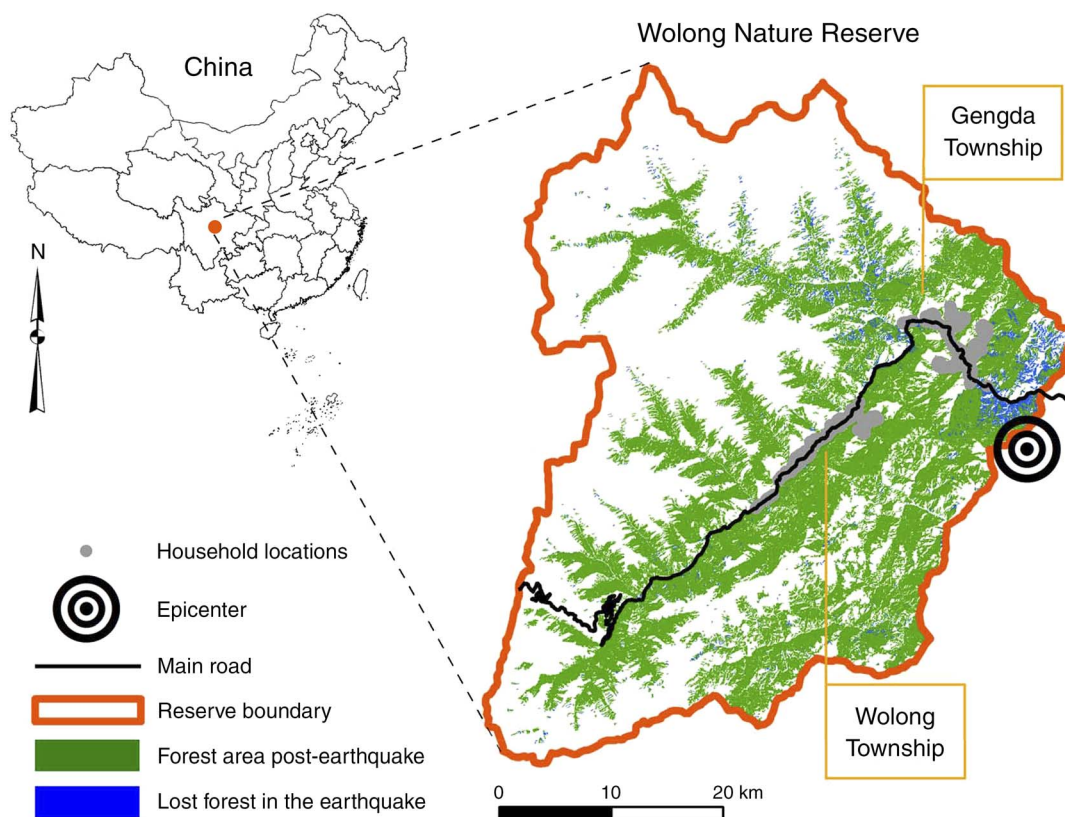 Wolong Nature Reserve
China
Gengda
Township
N
Household locations
Epicenter
Main road
Reserve boundary
Forest area post-earthquake
Lost forest in the earthquake
Wolong
Township
0 10 20 km